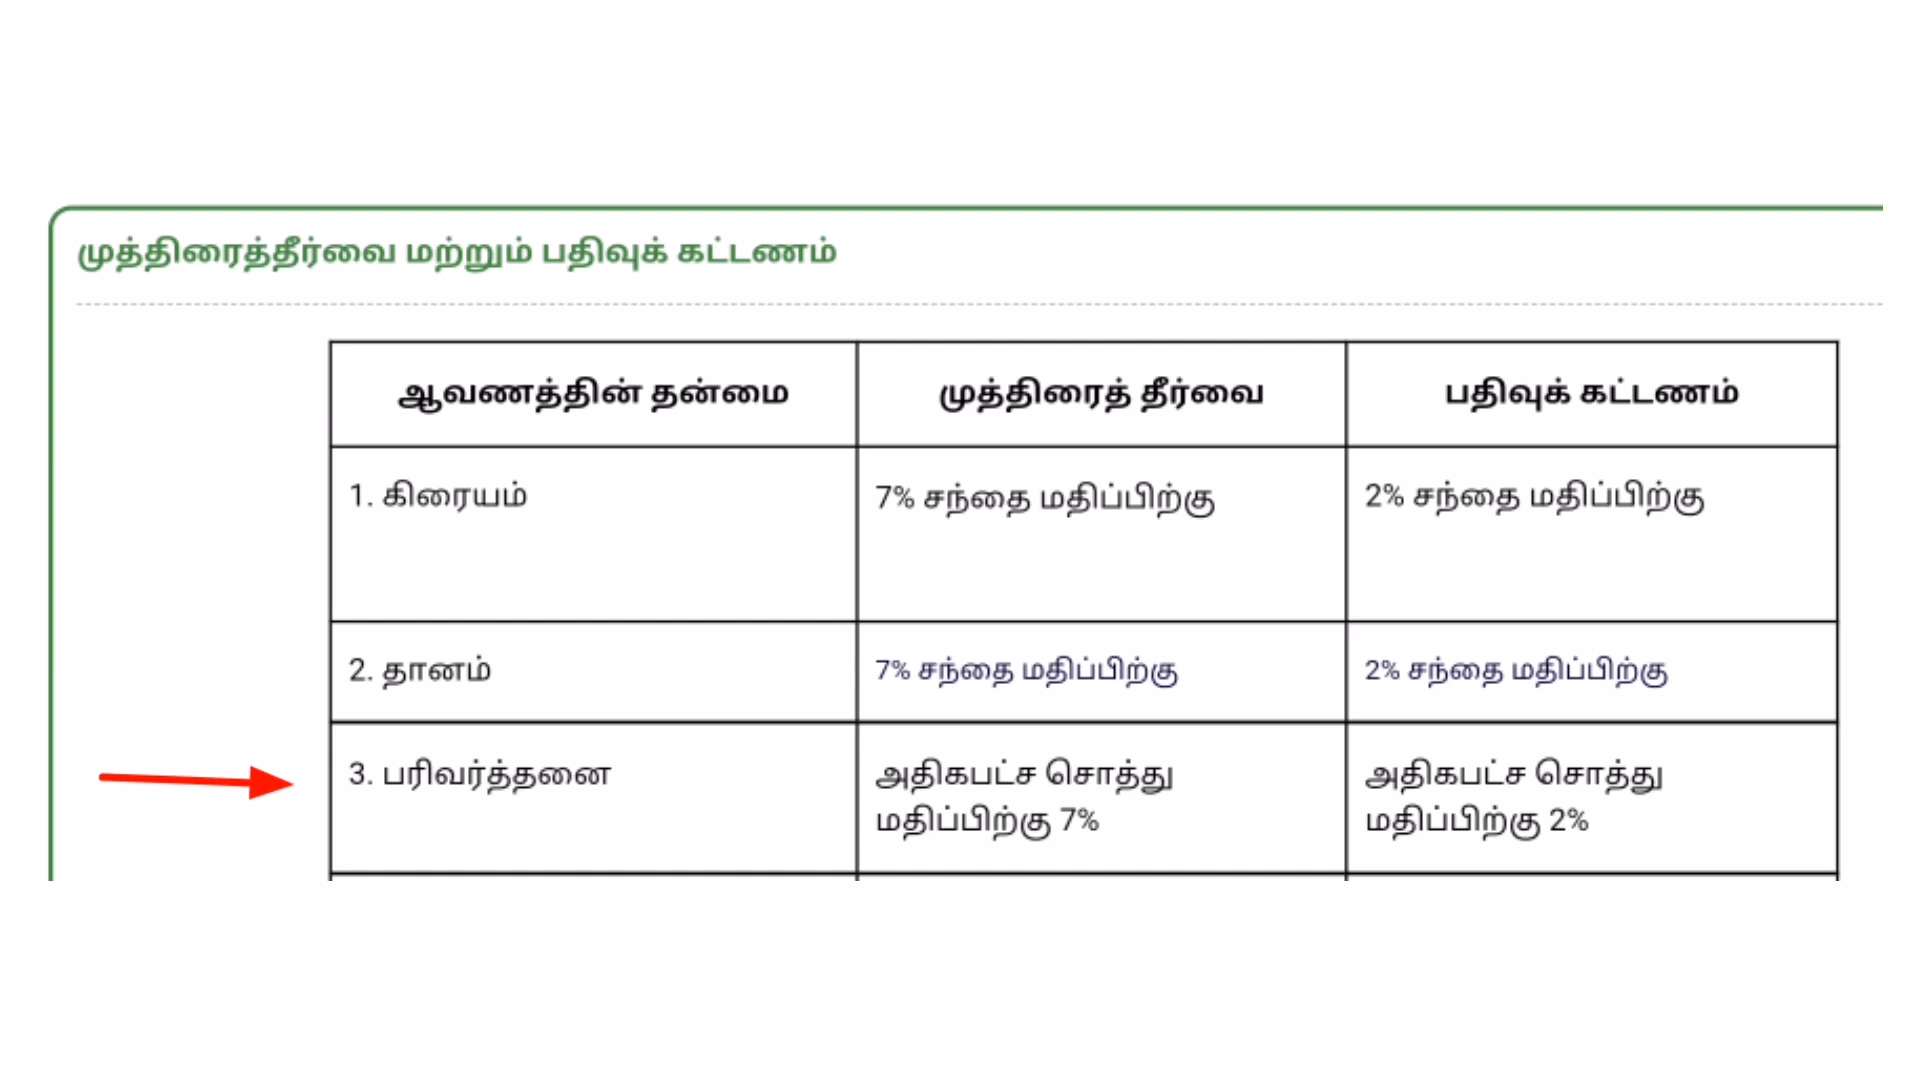 முத்திரைத்தீர்வை மற்றும் பதிவுக் கட்டணம்
ஆவணத்தின் தன்மை முத்திரைத் தீர்வை பதிவுக் கட்டணம்
1. கிரையம் 7% சந்தை மதிப்பிற்கு 2% சந்தை மதிப்பிற்கு
2. தானம் 7% சந்தை மதிப்பிற்கு 2% சந்தை மதிப்பிற்கு
3. பரிவர்த்தனை அதிகபட்ச சொத்து அதிகபட்ச சொத்து
மதிப்பிற்கு 7% மதிப்பிற்கு 2%